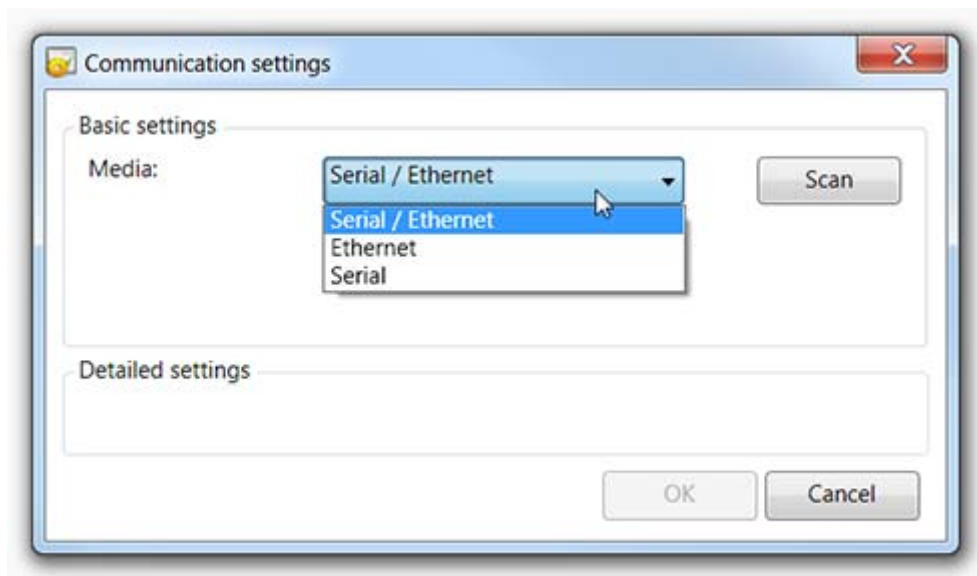 Communication settings
Basic settings
Media:
Serial / Ethernet
Scan
Serial / Ethernet
Ethernet
Serial
Detailed settings
OK
Cancel